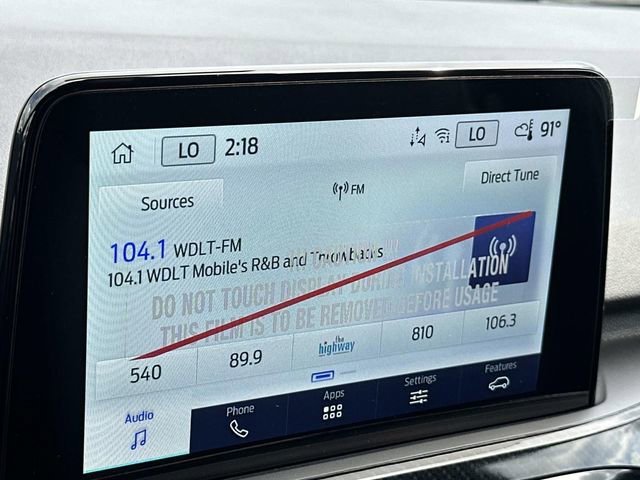 LO 2:18 LO 91°
Sources FM Direct Tune
104.1 WDLT-FM
104.1 WDLT Mobile's R&B and Throwbacks
DO NOT TOUCH DISPLAY DURING INSTALLATION
THIS FILM IS TO BE REMOVED BEFORE USAGE
540 89.9 the highway 810 106.3
Audio Phone Apps Settings Features